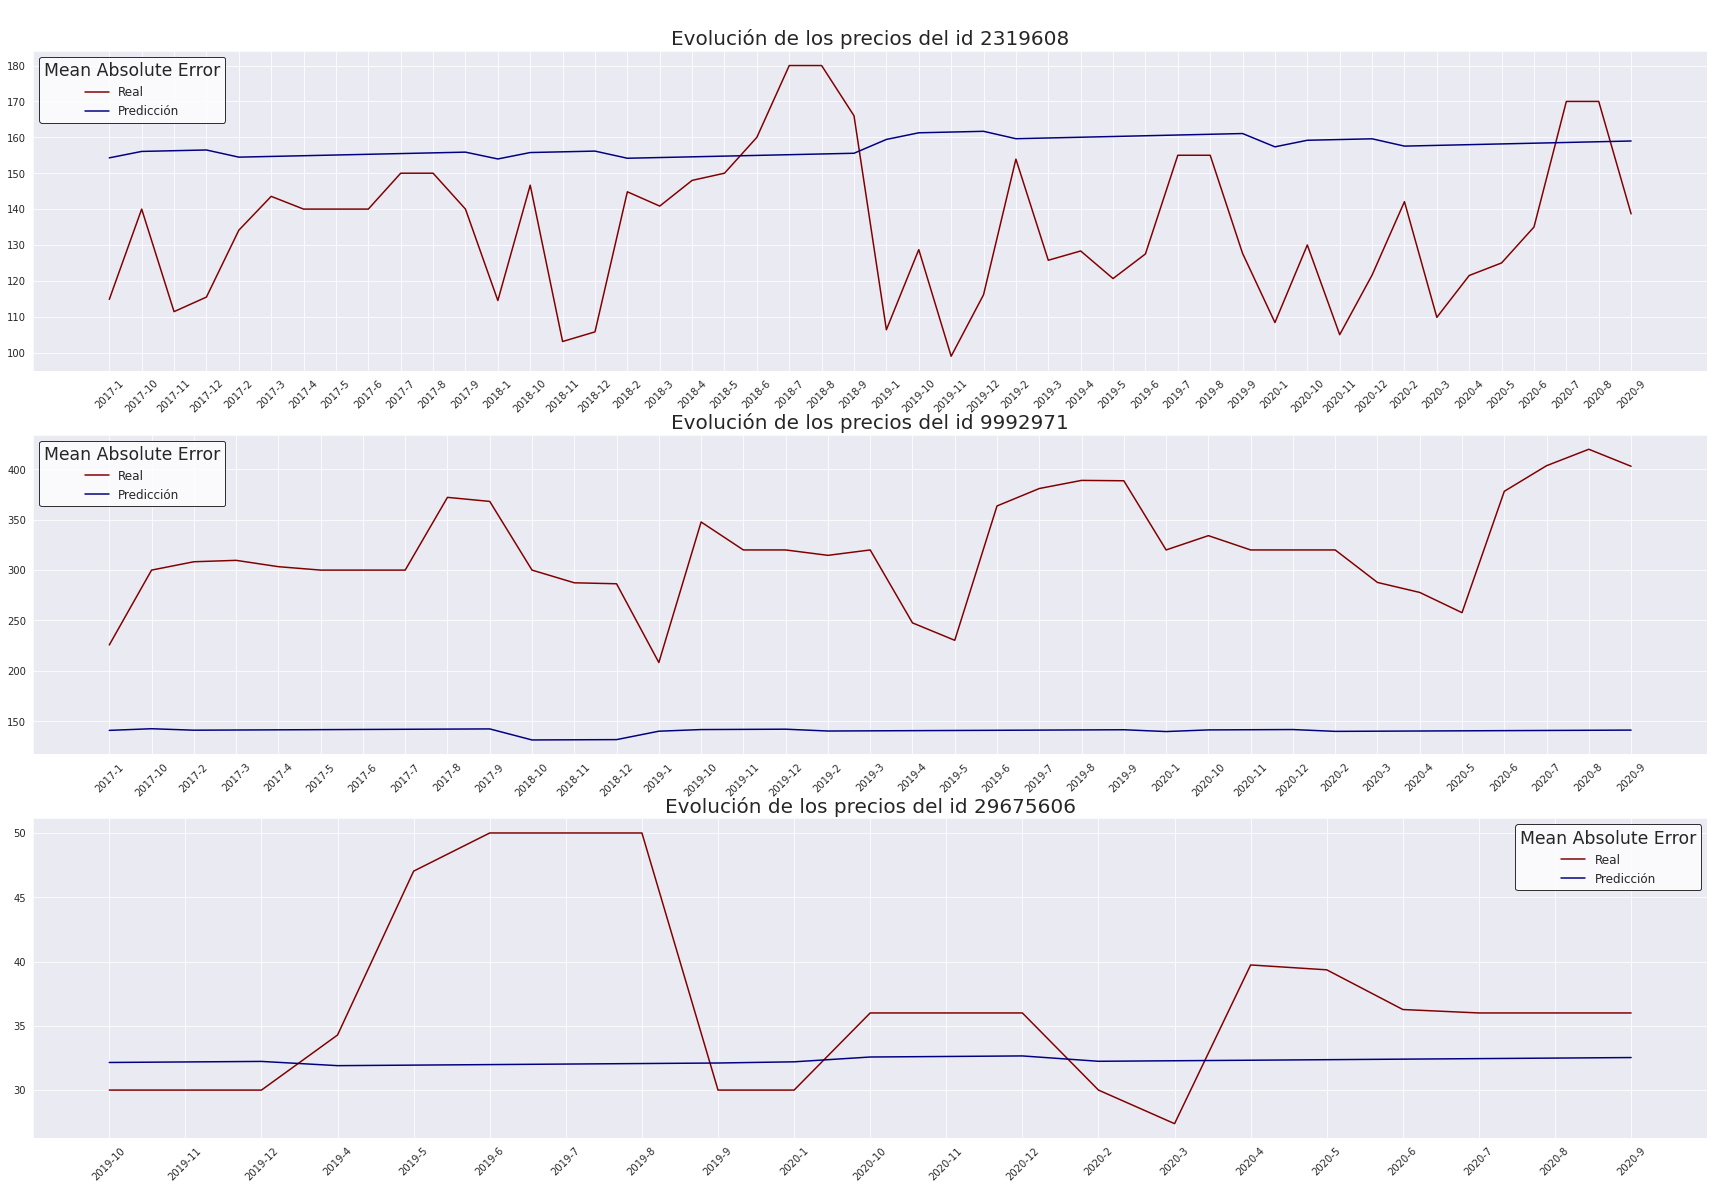 Evolución de los precios del id 2319608
Mean Absolute Error
Real
Predicción
180
170
160
150
140
130
120
110
100
2017-1 2017-10 2017-11 2017-12 2017-2 2017-3 2017-4 2017-5 2017-6 2017-7 2017-8 2017-9 2018-1 2018-10 2018-11 2018-12 2018-2 2018-3 2018-4 2018-5 2018-6 2018-7 2018-8 2018-9 2019-1 2019-10 2019-11 2019-12 2019-2 2019-3 2019-4 2019-5 2019-6 2019-7 2019-8 2019-9 2020-1 2020-10 2020-11 2020-12 2020-2 2020-3 2020-4 2020-5 2020-6 2020-7 2020-8 2020-9
Evolución de los precios del id 9992971
Mean Absolute Error
Real
Predicción
400
350
300
250
200
150
2017-1 2017-10 2017-2 2017-3 2017-4 2017-5 2017-6 2017-7 2017-8 2017-9 2018-10 2018-11 2018-12 2019-1 2019-10 2019-11 2019-12 2019-2 2019-3 2019-4 2019-5 2019-6 2019-7 2019-8 2019-9 2020-1 2020-10 2020-11 2020-12 2020-2 2020-3 2020-4 2020-5 2020-6 2020-7 2020-8 2020-9
Evolución de los precios del id 29675606
Mean Absolute Error
Real
Predicción
50
45
40
35
30
2019-10 2019-11 2019-12 2019-4 2019-5 2019-6 2019-7 2019-8 2019-9 2020-1 2020-10 2020-11 2020-12 2020-2 2020-3 2020-4 2020-5 2020-6 2020-7 2020-8 2020-9